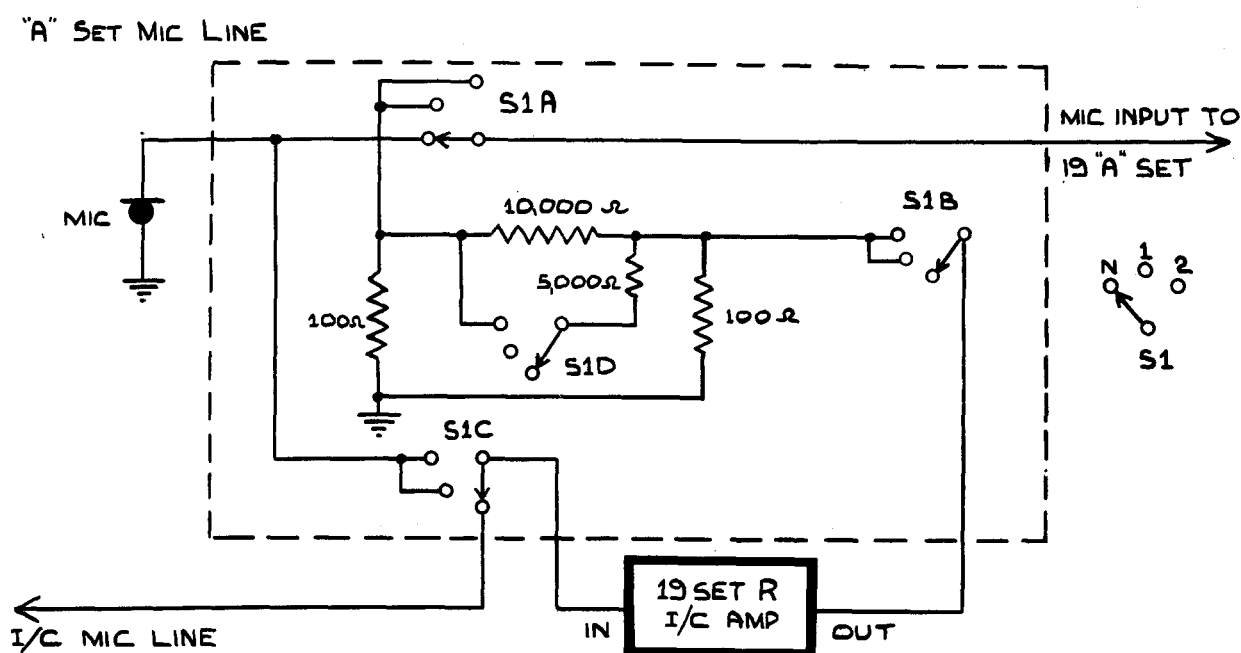 "A" SET MIC LINE
S1A
MIC INPUT TO
19 "A" SET
MIC
10,000 Ω
S1B
5,000Ω
100Ω
100 Ω
S1D
N 1 2
S1
S1C
19 SET R
I/C AMP
IN
OUT
I/C MIC LINE